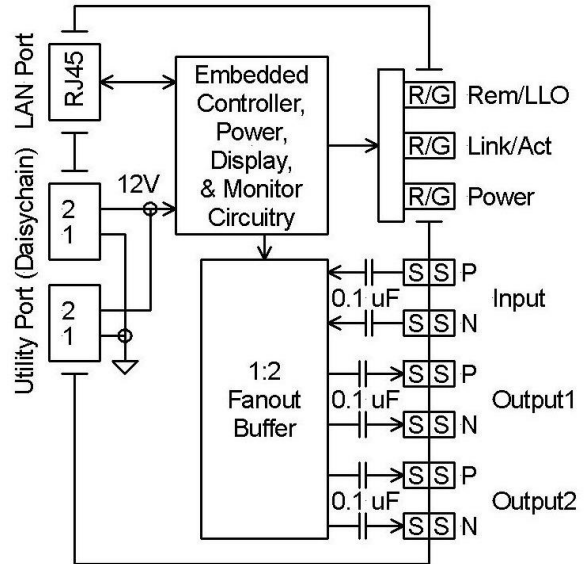 LAN Port
RJ45
Embedded
Controller,
Power,
Display,
& Monitor
Circuitry
R/G Rem/LLO
R/G Link/Act
R/G Power
Utility Port (Daisychain)
12V
2
1
2
1
1:2
Fanout
Buffer
S S P
0.1 uF
Input
S S N
S S P
0.1 uF
Output1
S S N
S S P
0.1 uF
Output2
S S N